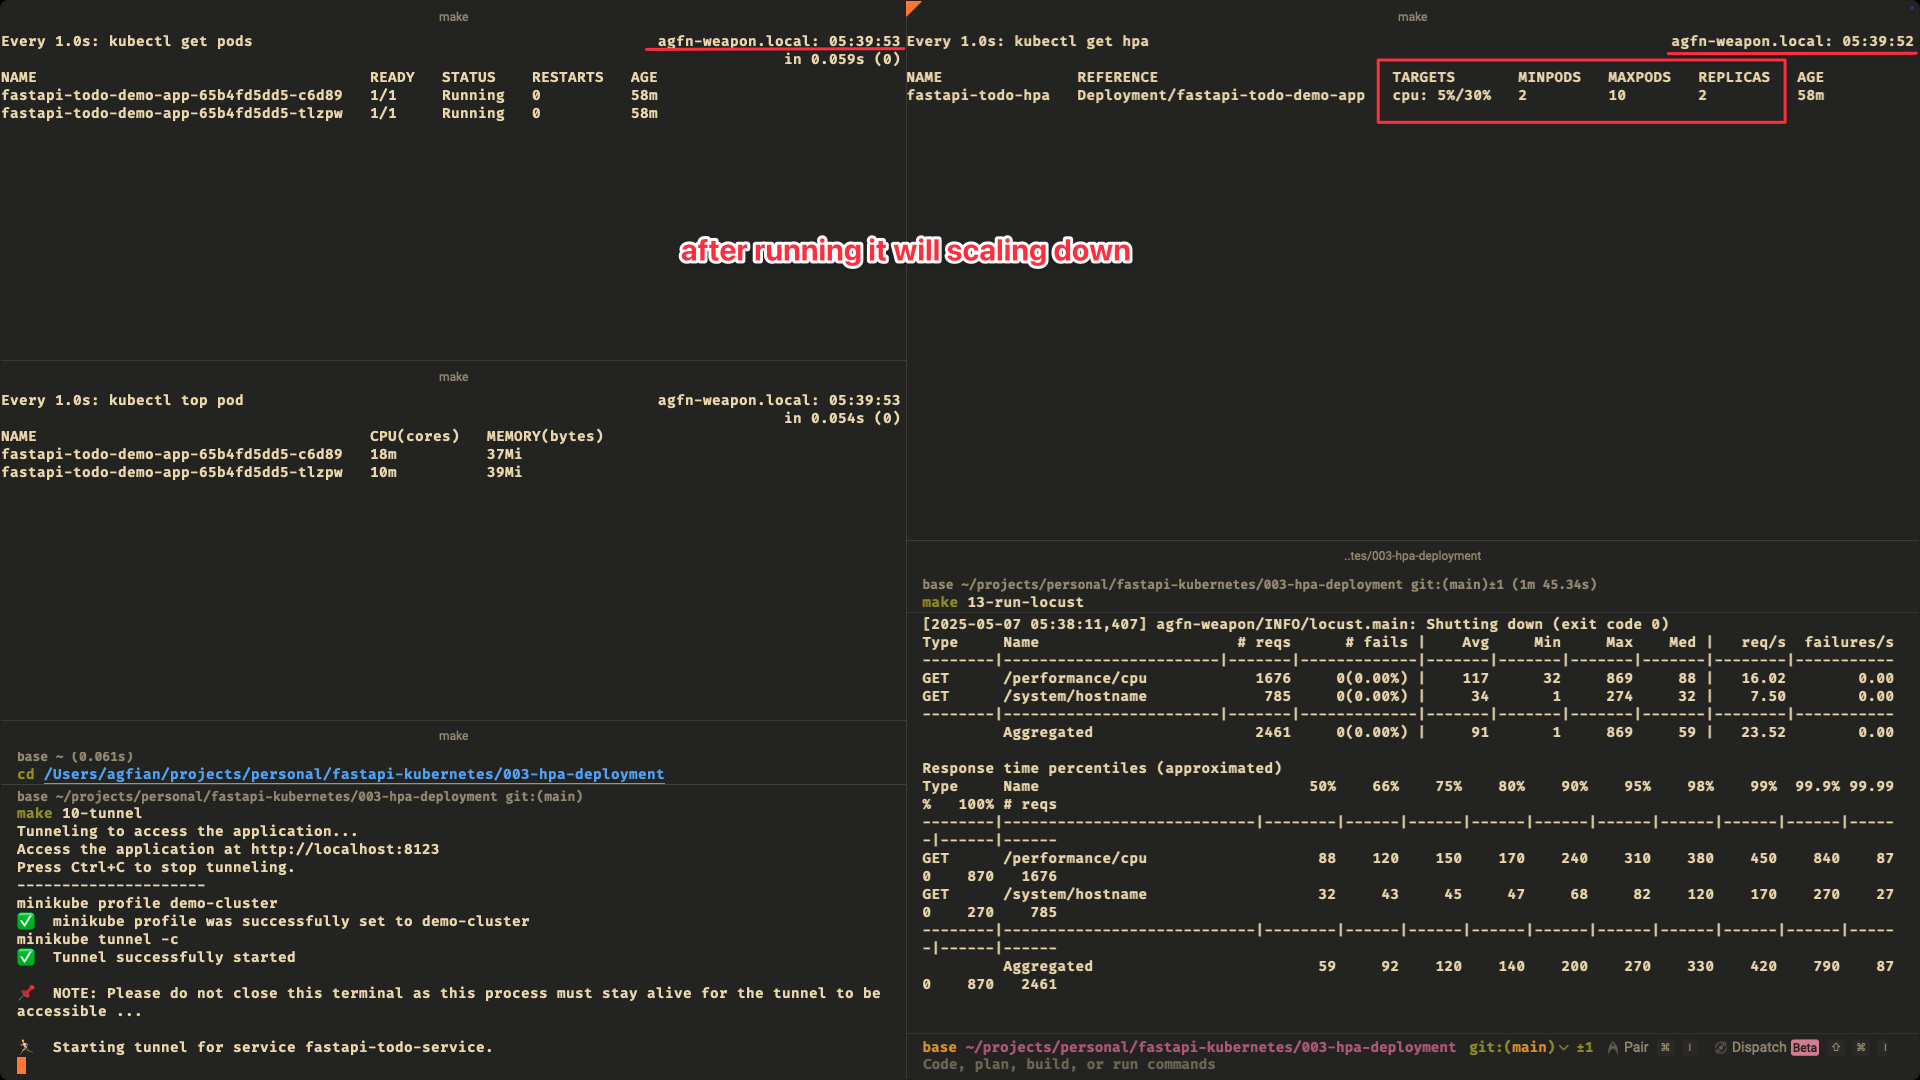 make
Every 1.0s: kubectl get pods agfn-weapon.local: 05:39:53
in 0.059s (0)
NAME READY STATUS RESTARTS AGE
fastapi-todo-demo-app-65b4fd5dd5-c6d89 1/1 Running 0 58m
fastapi-todo-demo-app-65b4fd5dd5-tlzpw 1/1 Running 0 58m
make
Every 1.0s: kubectl get hpa agfn-weapon.local: 05:39:52
NAME REFERENCE TARGETS MINPODS MAXPODS REPLICAS AGE
fastapi-todo-hpa Deployment/fastapi-todo-demo-app cpu: 5%/30% 2 10 2 58m
after running it will scaling down
make
Every 1.0s: kubectl top pod agfn-weapon.local: 05:39:53
in 0.054s (0)
NAME CPU(cores) MEMORY(bytes)
fastapi-todo-demo-app-65b4fd5dd5-c6d89 18m 37Mi
fastapi-todo-demo-app-65b4fd5dd5-tlzpw 10m 39Mi
make
base ~ (0.061s)
cd /Users/agfian/projects/personal/fastapi-kubernetes/003-hpa-deployment
base ~/projects/personal/fastapi-kubernetes/003-hpa-deployment git:(main)
make 10-tunnel
Tunneling to access the application...
Access the application at http://localhost:8123
Press Ctrl+C to stop tunneling.
---------------------
minikube profile demo-cluster
✅ minikube profile was successfully set to demo-cluster
minikube tunnel -c
✅ Tunnel successfully started
📌 NOTE: Please do not close this terminal as this process must stay alive for the tunnel to be
accessible ...
🏃 Starting tunnel for service fastapi-todo-service.
..tes/003-hpa-deployment
base ~/projects/personal/fastapi-kubernetes/003-hpa-deployment git:(main)±1 (1m 45.34s)
make 13-run-locust
[2025-05-07 05:38:11,407] agfn-weapon/INFO/locust.main: Shutting down (exit code 0)
Type Name # reqs # fails | Avg Min Max Med | req/s failures/s
--------|------------------------|-------|-------------|-------|-------|-------|-------|--------|-----------
GET /performance/cpu 1676 0(0.00%) | 117 32 869 88 | 16.02 0.00
GET /system/hostname 785 0(0.00%) | 34 1 274 32 | 7.50 0.00
--------|------------------------|-------|-------------|-------|-------|-------|-------|--------|-----------
Aggregated 2461 0(0.00%) | 91 1 869 59 | 23.52 0.00
Response time percentiles (approximated)
Type Name 50% 66% 75% 80% 90% 95% 98% 99% 99.9% 99.99
% 100% # reqs
--------|----------------------------|--------|------|------|------|------|------|------|------|------|-----
-|------|------
GET /performance/cpu 88 120 150 170 240 310 380 450 840 87
0 870 1676
GET /system/hostname 32 43 45 47 68 82 120 170 270 27
0 270 785
--------|----------------------------|--------|------|------|------|------|------|------|------|------|-----
-|------|------
Aggregated 59 92 120 140 200 270 330 420 790 87
0 870 2461
base ~/projects/personal/fastapi-kubernetes/003-hpa-deployment git:(main) ±1 Pair ⌘ I Dispatch Beta ⇧ ⌘ I
Code, plan, build, or run commands